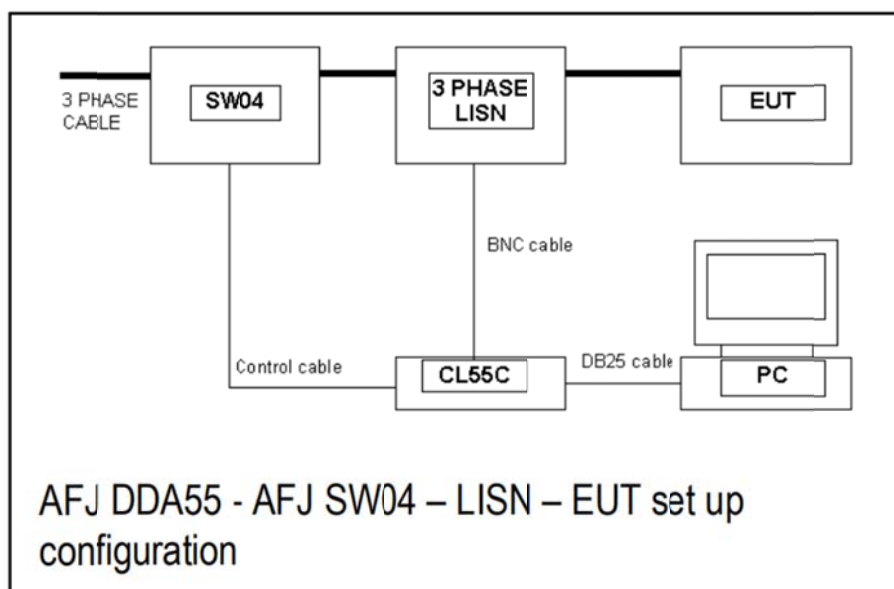 3 PHASE
CABLE
SW04
3 PHASE
LISN
EUT
BNC cable
Control cable
CL55C
DB25 cable
PC
AFJ DDA55 - AFJ SW04 – LISN – EUT set up
configuration